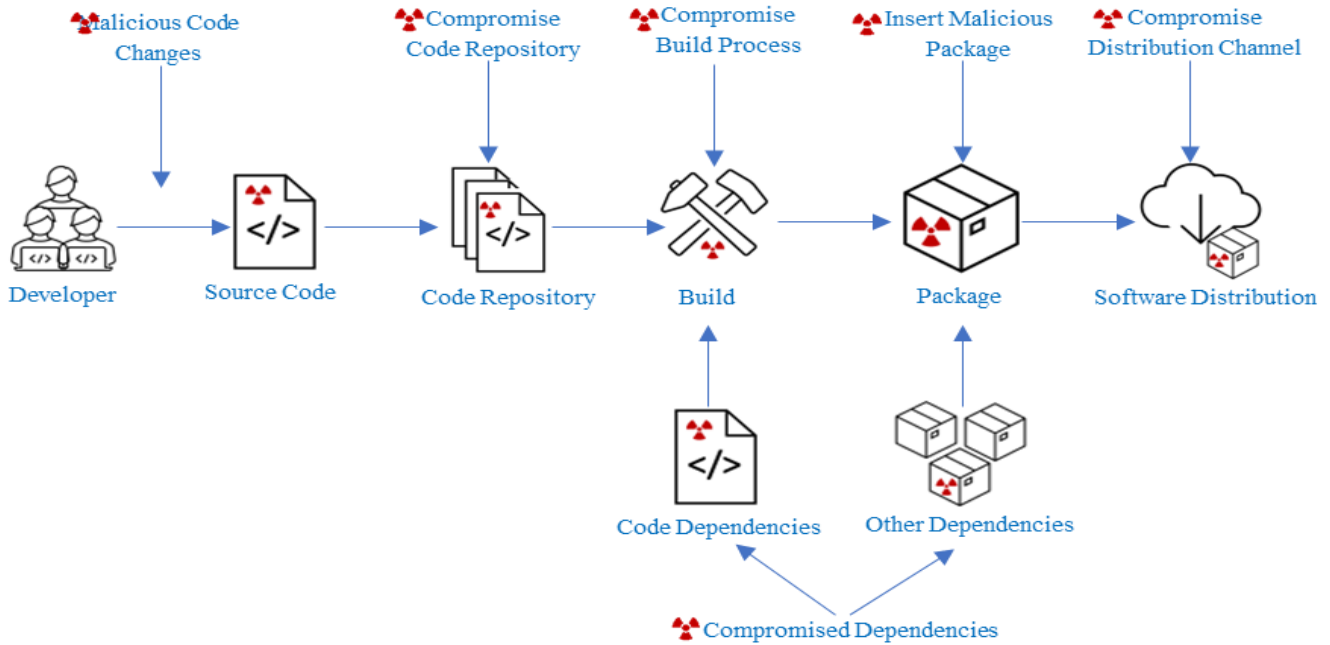 Malicious Code
Changes
Compromise
Code Repository
Compromise
Build Process
Insert Malicious
Package
Compromise
Distribution Channel
</>
</>
</>
</>
Developer
Source Code
Code Repository
Build
Package
Software Distribution
</>
Code Dependencies
Other Dependencies
Compromised Dependencies